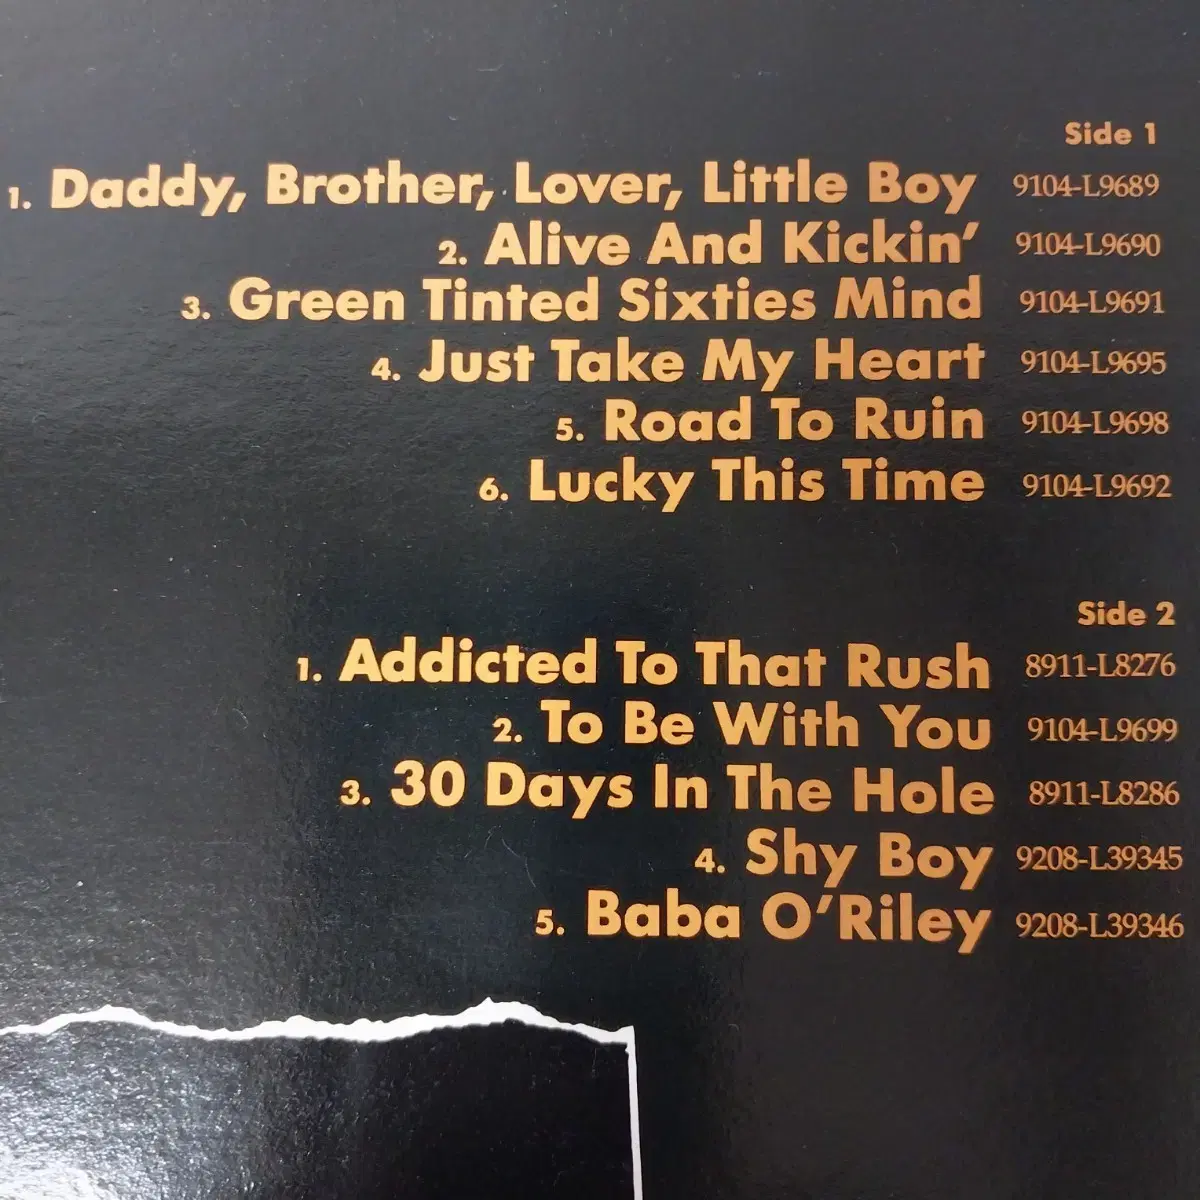 Side 1
1. Daddy, Brother, Lover, Little Boy 9104-L9689
2. Alive And Kickin' 9104-L9690
3. Green Tinted Sixties Mind 9104-L9691
4. Just Take My Heart 9104-L9695
5. Road To Ruin 9104-L9698
6. Lucky This Time 9104-L9692
Side 2
1. Addicted To That Rush 8911-L8276
2. To Be With You 9104-L9699
3. 30 Days In The Hole 8911-L8286
4. Shy Boy 9208-L39345
5. Baba O'Riley 9208-L39346